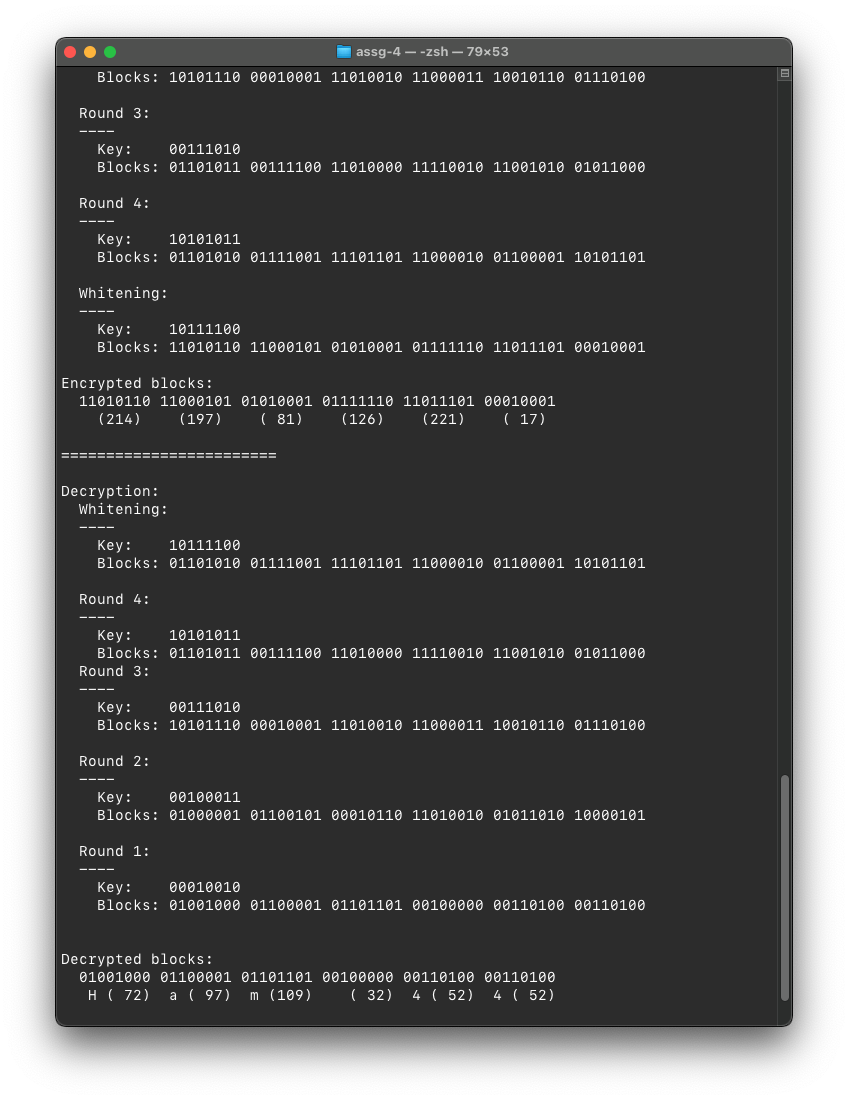 assg-4 — -zsh — 79×53
Blocks: 10101110 00010001 11010010 11000011 10010110 01110100
Round 3:
----
Key: 00111010
Blocks: 01101011 00111100 11010000 11110010 11001010 01011000
Round 4:
----
Key: 10101011
Blocks: 01101010 01111001 11101101 11000010 01100001 10101101
Whitening:
----
Key: 10111100
Blocks: 11010110 11000101 01010001 01111110 11011101 00010001
Encrypted blocks:
11010110 11000101 01010001 01111110 11011101 00010001
(214) (197) ( 81) (126) (221) ( 17)
========================
Decryption:
Whitening:
----
Key: 10111100
Blocks: 01101010 01111001 11101101 11000010 01100001 10101101
Round 4:
----
Key: 10101011
Blocks: 01101011 00111100 11010000 11110010 11001010 01011000
Round 3:
----
Key: 00111010
Blocks: 10101110 00010001 11010010 11000011 10010110 01110100
Round 2:
----
Key: 00100011
Blocks: 01000001 01100101 00010110 11010010 01011010 10000101
Round 1:
----
Key: 00010010
Blocks: 01001000 01100001 01101101 00100000 00110100 00110100
Decrypted blocks:
01001000 01100001 01101101 00100000 00110100 00110100
H ( 72) a ( 97) m (109) ( 32) 4 ( 52) 4 ( 52)